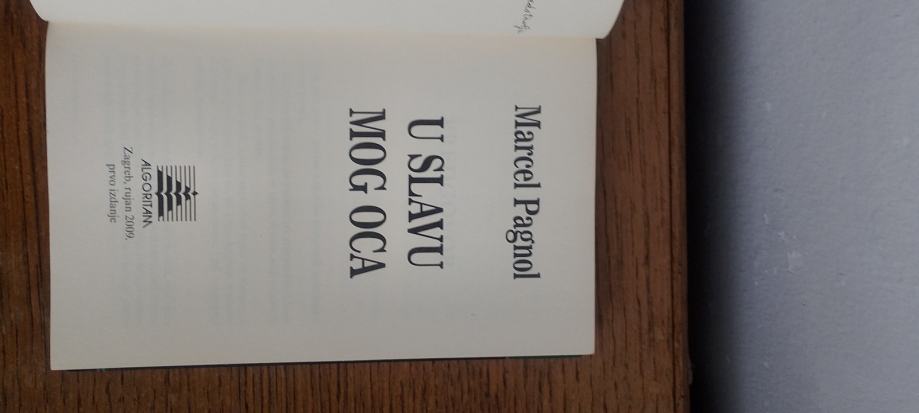 Marcel Pagnol
U SLAVU
MOG OCA
ALGORITAM
Zagreb, rujan 2009.
prvo izdanje